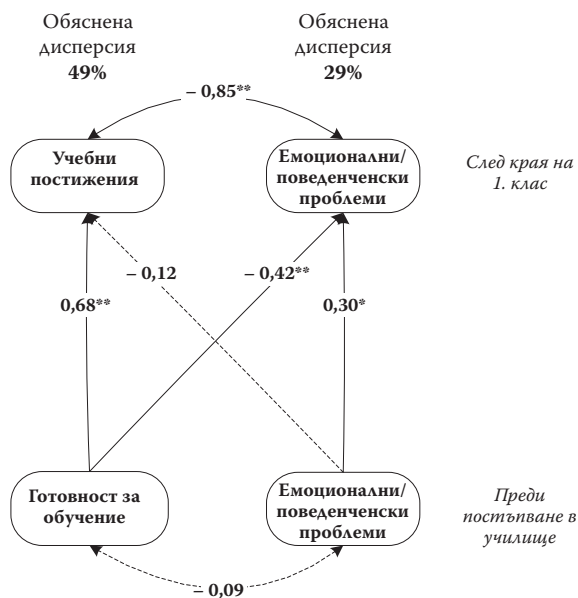 Обяснена
дисперсия
49%
Обяснена
дисперсия
29%
– 0,85**
Учебни
постижения
Емоционални/
поведенчески
проблеми
След края на
1. клас
– 0,12
– 0,42**
0,68**
0,30*
Готовност за
обучение
Емоционални/
поведенчески
проблеми
Преди
постъпване в
училище
– 0,09